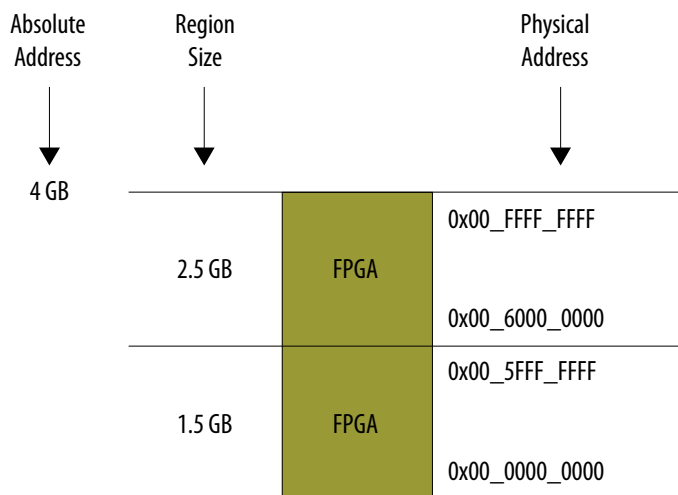 Absolute
Address
Region
Size
Physical
Address
4 GB
0x00_FFFF_FFFF
2.5 GB
FPGA
0x00_6000_0000
0x00_5FFF_FFFF
1.5 GB
FPGA
0x00_0000_0000